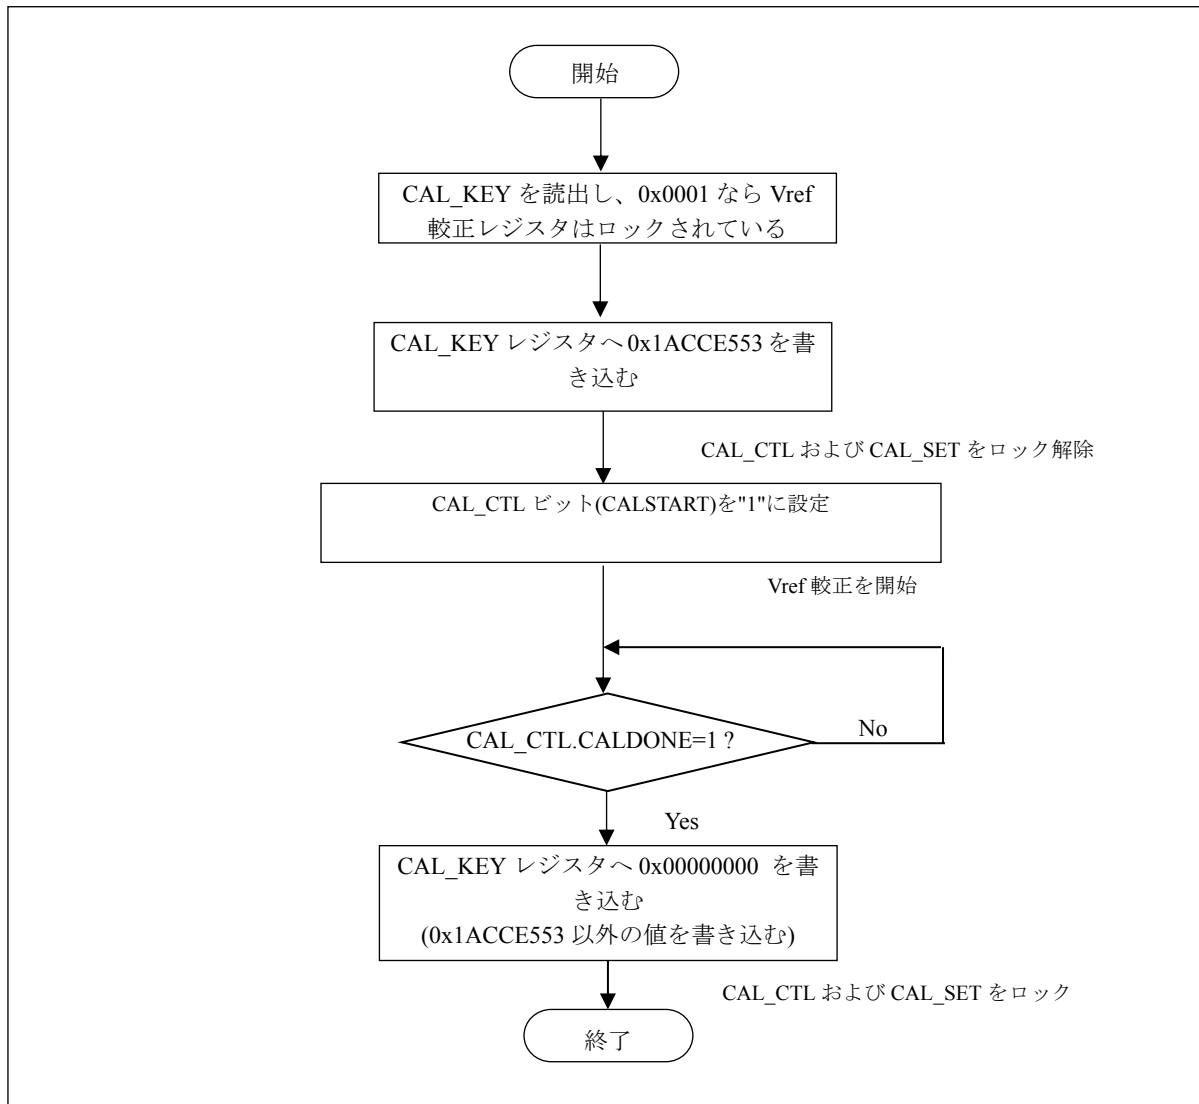 開始
CAL_KEY を読出し、0x0001 なら Vref
較正レジスタはロックされている
CAL_KEY レジスタへ 0x1ACCE553 を書
き込む
CAL_CTL および CAL_SET をロック解除
CAL_CTL ビット(CALSTART)を"1"に設定
Vref 較正を開始
CAL_CTL.CALDONE=1 ?
No
Yes
CAL_KEY レジスタへ 0x00000000 を書
き込む
(0x1ACCE553 以外の値を書き込む)
CAL_CTL および CAL_SET をロック
終了